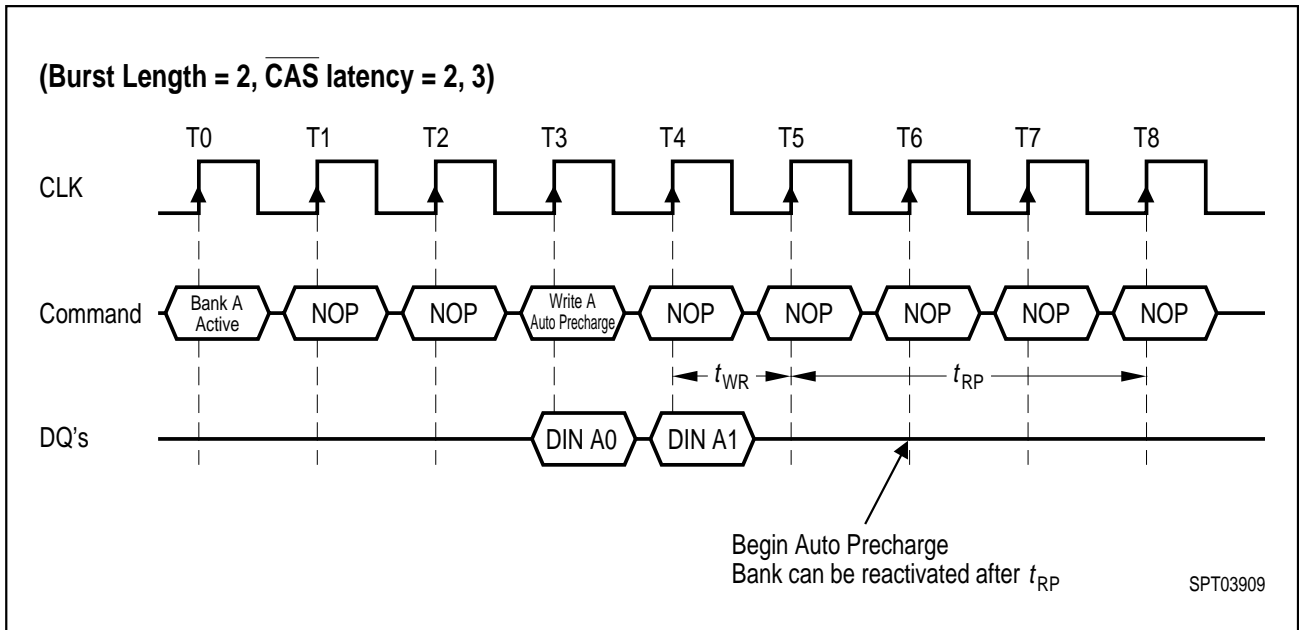 (Burst Length = 2, CAS latency = 2, 3)
T0 T1 T2 T3 T4 T5 T6 T7 T8
CLK
Command Bank A Active NOP NOP Write A Auto Precharge NOP NOP NOP NOP NOP
tWR tRP
DQ's DIN A0 DIN A1
Begin Auto Precharge
Bank can be reactivated after tRP
SPT03909